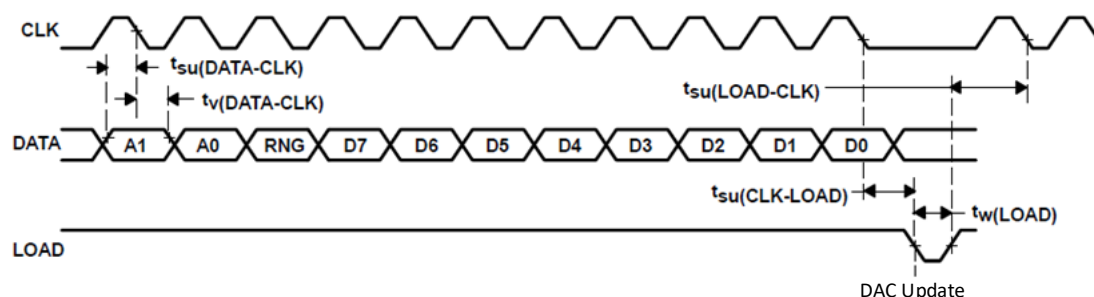 CLK
tsu(DATA-CLK)
tv(DATA-CLK)
tsu(LOAD-CLK)
DATA A1 A0 RNG D7 D6 D5 D4 D3 D2 D1 D0
tsu(CLK-LOAD)
tw(LOAD)
LOAD
DAC Update